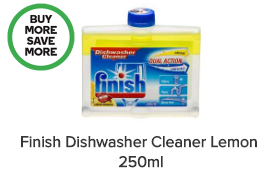 BUY
MORE
SAVE
MORE
Dishwasher
Cleaner
DUAL ACTION
finish
Finish Dishwasher Cleaner Lemon
250ml